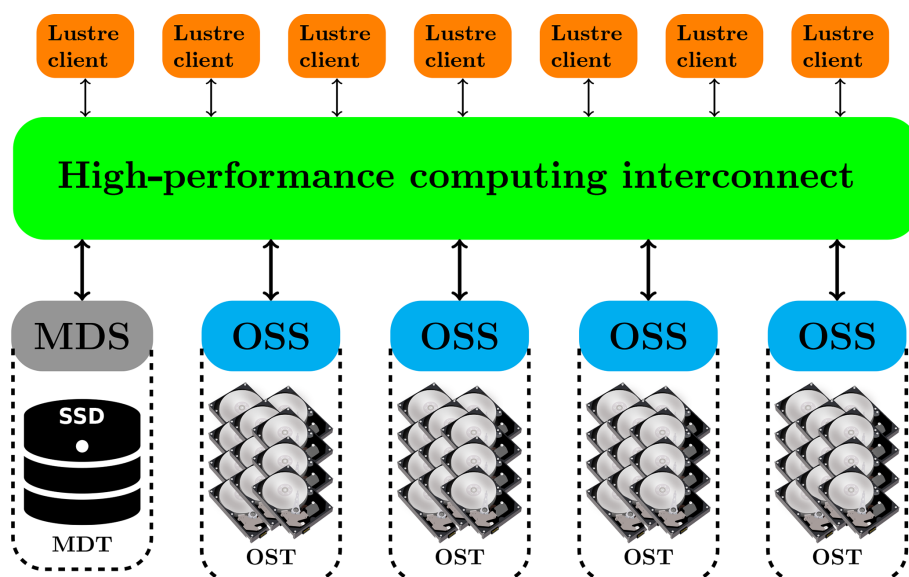 Lustre
client
Lustre
client
Lustre
client
Lustre
client
Lustre
client
Lustre
client
Lustre
client
High-performance computing interconnect
MDS
OSS
OSS
OSS
OSS
SSD
MDT
OST
OST
OST
OST